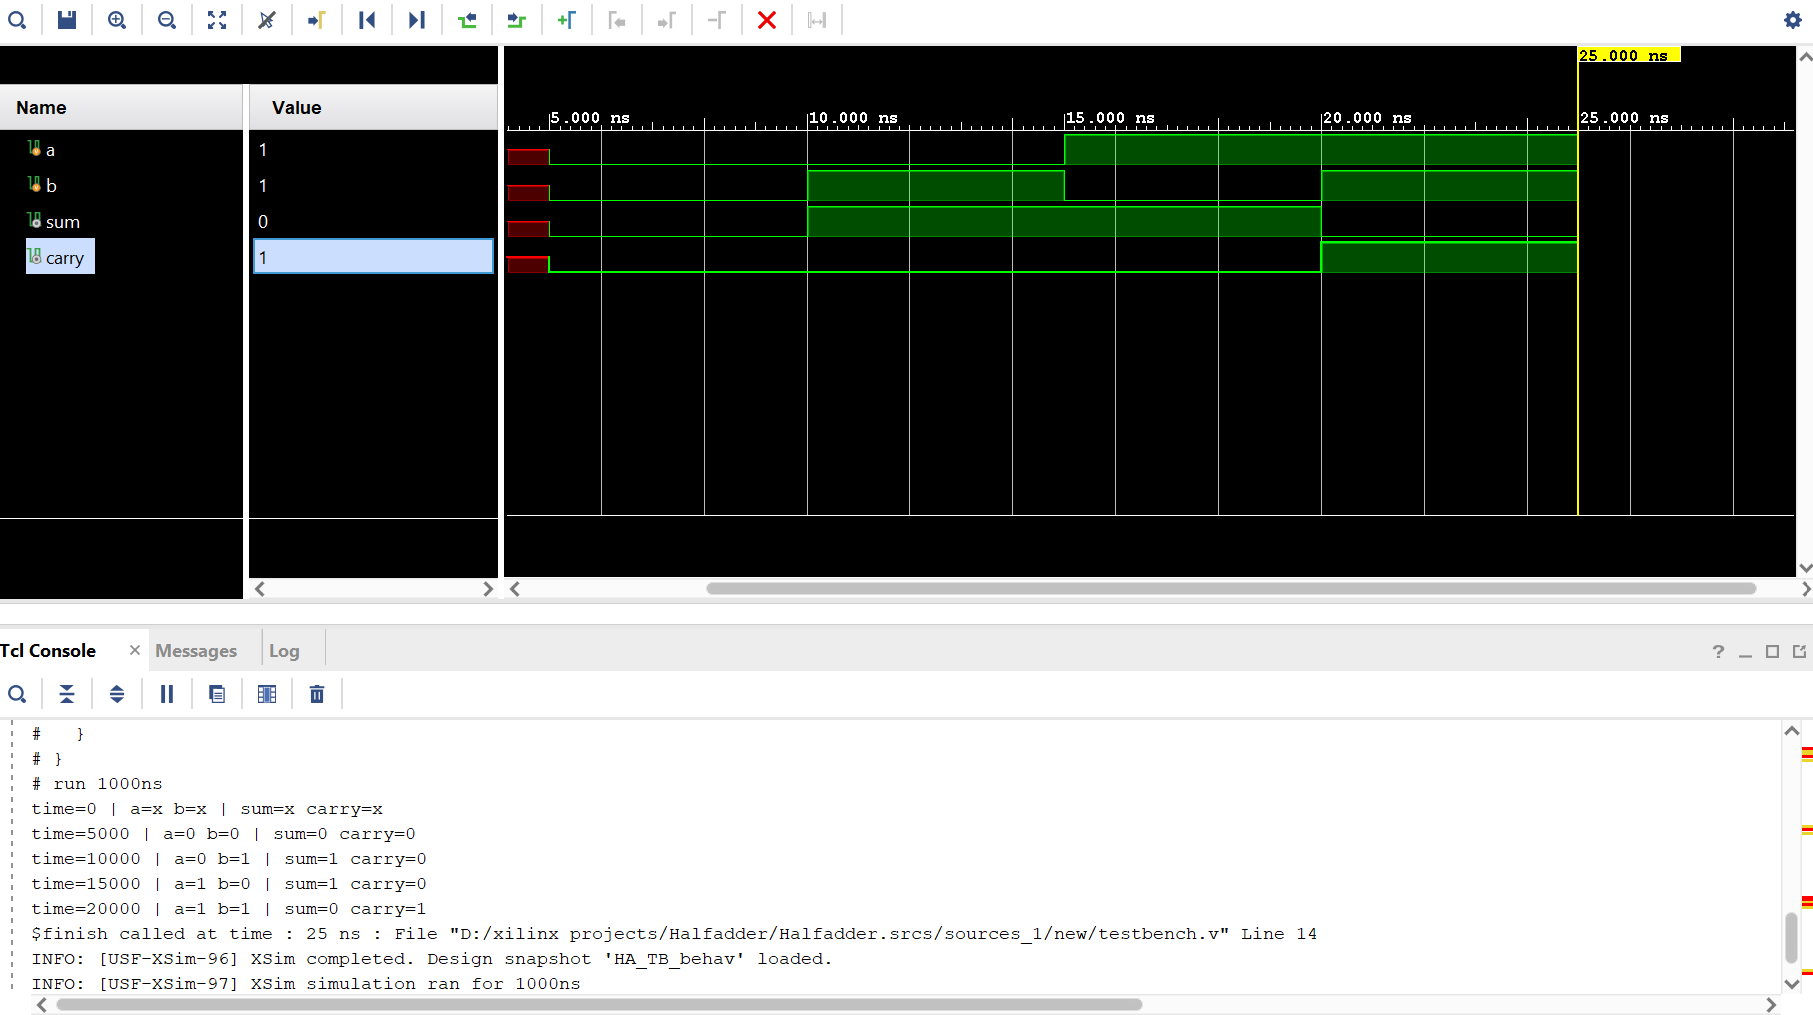 25.000 ns
Name Value
5.000 ns 10.000 ns 15.000 ns 20.000 ns 25.000 ns
a 1
b 1
sum 0
carry 1
Tcl Console × Messages Log
?
#   }
# }
# run 1000ns
time=0 | a=x b=x | sum=x carry=x
time=5000 | a=0 b=0 | sum=0 carry=0
time=10000 | a=0 b=1 | sum=1 carry=0
time=15000 | a=1 b=0 | sum=1 carry=0
time=20000 | a=1 b=1 | sum=0 carry=1
$finish called at time : 25 ns : File "D:/xilinx projects/Halfadder/Halfadder.srcs/sources_1/new/testbench.v" Line 14
INFO: [USF-XSim-96] XSim completed. Design snapshot 'HA_TB_behav' loaded.
INFO: [USF-XSim-97] XSim simulation ran for 1000ns